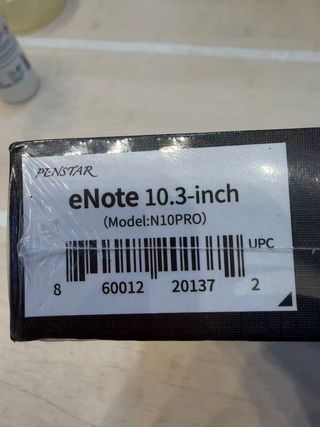 PENSTAR
eNote 10.3-inch
(Model:N10PRO)
UPC
8 60012 20137 2